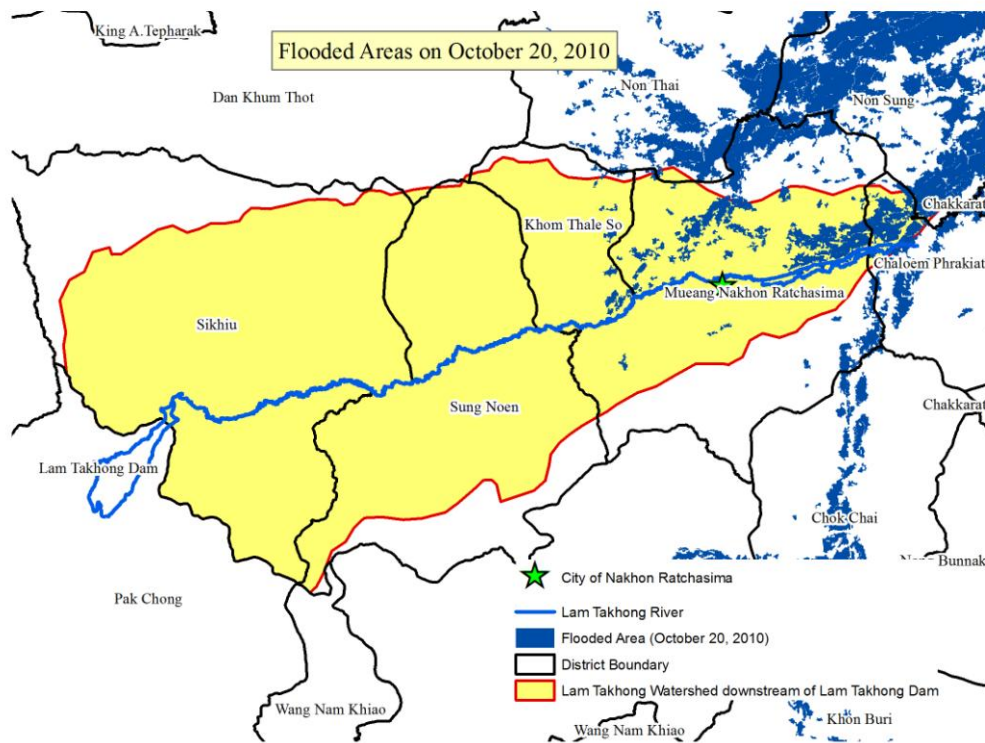 King A.Tepharak
Flooded Areas on October 20, 2010
Non Thai
Dan Khum Thot
Non Sung
Chakkarat
Khom Thale So
Chaloem Phrakiat
Mueang Nakhon Ratchasima
Sikhiu
Sung Noen
Chakkarat
Lam Takhong Dam
Chok Chai
Bunnak
City of Nakhon Ratchasima
Pak Chong
Lam Takhong River
Flooded Area (October 20, 2010)
District Boundary
Lam Takhong Watershed downstream of Lam Takhong Dam
Wang Nam Khiao
Khon Buri
Wang Nam Khiao